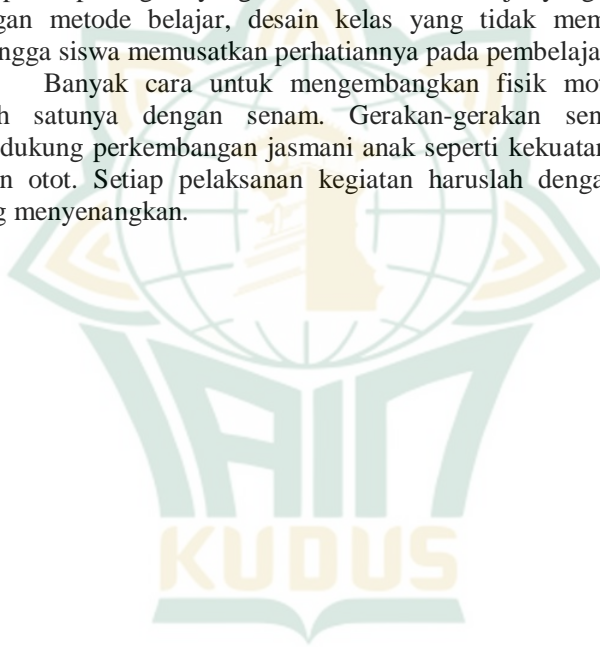 gan metode belajar, desain kelas yang tidak mem
ngga siswa memusatkan perhatiannya pada pembelaja
Banyak cara untuk mengembangkan fisik mo
h satunya dengan senam. Gerakan-gerakan sen
dukung perkembangan jasmani anak seperti kekuatan
n otot. Setiap pelaksanan kegiatan haruslah denga
g menyenangkan.
IAIN
KUDUS